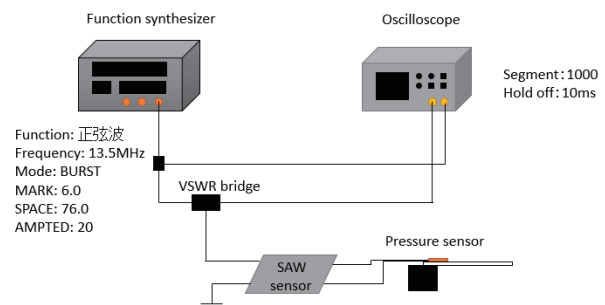 Function synthesizer
Oscilloscope
Segment：1000
Hold off：10ms
Function: 正弦波
Frequency: 13.5MHz
Mode: BURST
MARK: 6.0
SPACE: 76.0
AMPTED: 20
VSWR bridge
Pressure sensor
SAW
sensor